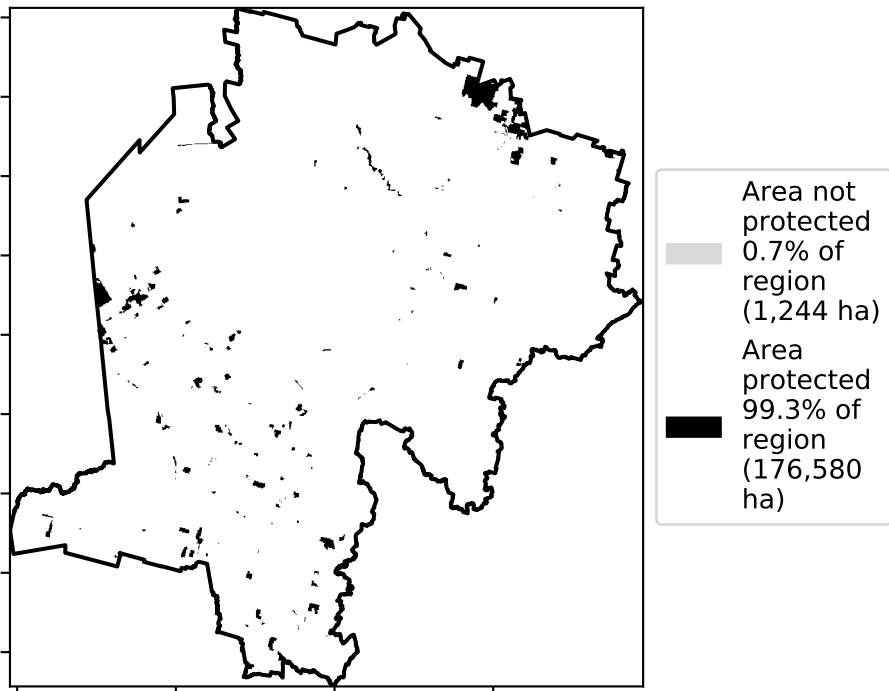 Area not
protected
0.7% of
region
(1,244 ha)
Area
protected
99.3% of
region
(176,580
ha)